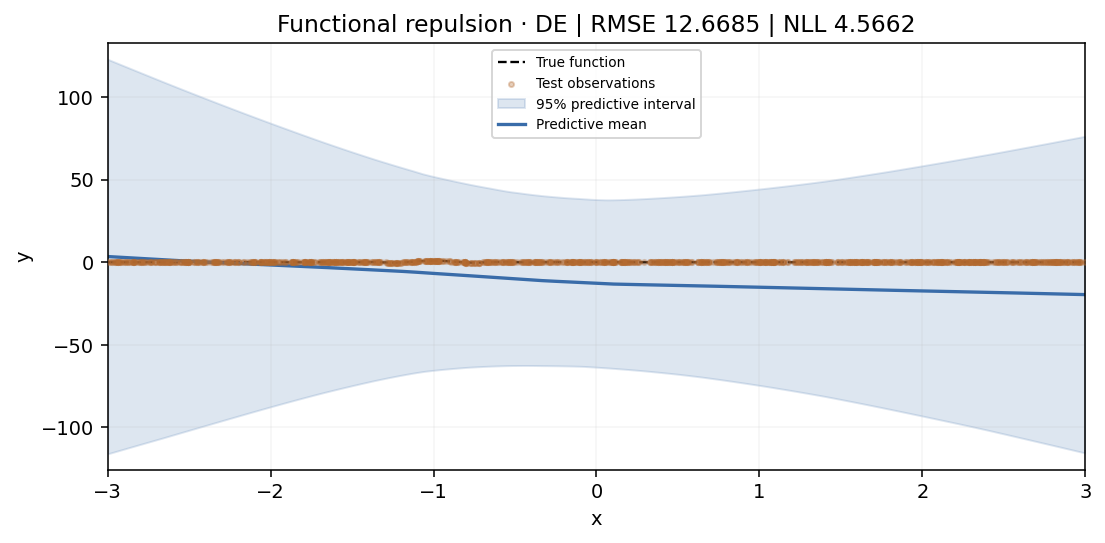 Functional repulsion · DE | RMSE 12.6685 | NLL 4.5662
True function
Test observations
95% predictive interval
Predictive mean
y
100
50
0
−50
−100
−3
−2
−1
0
1
2
3
x